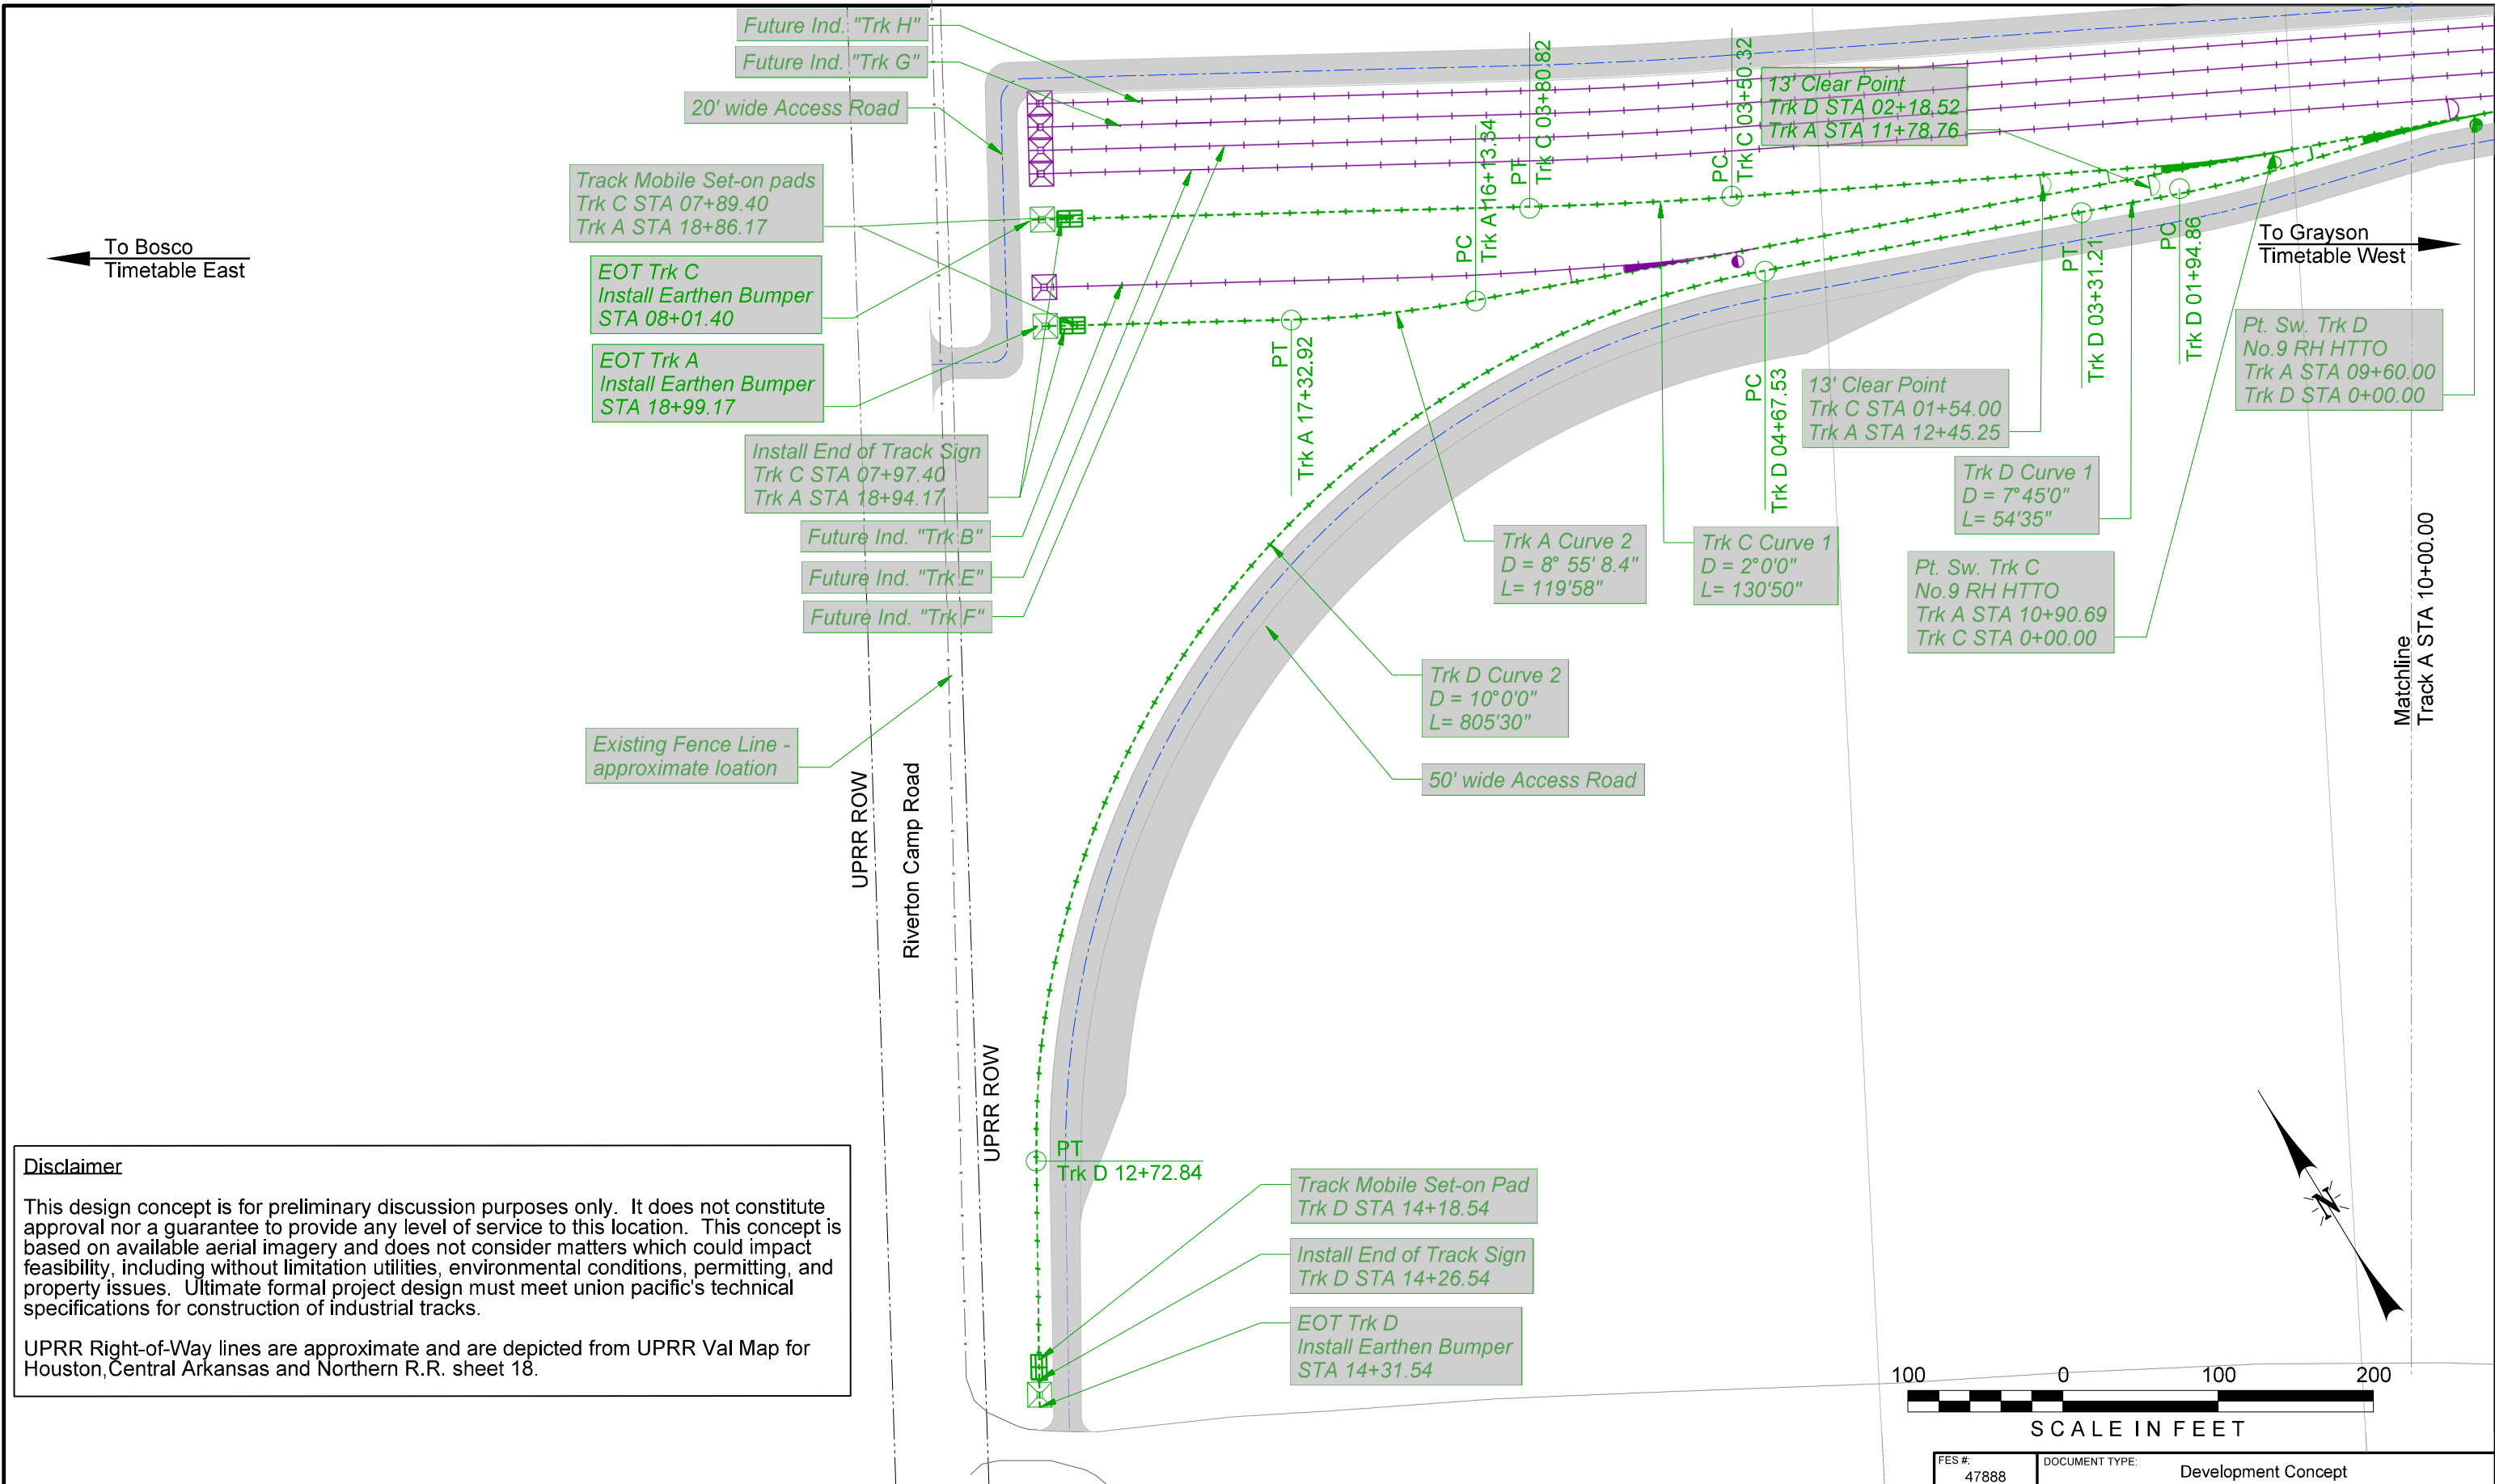 Future Ind. "Trk H"
Future Ind. "Trk G"
20' wide Access Road
Track Mobile Set-on pads
Trk C STA 07+89.40
Trk A STA 18+86.17
To Bosco
Timetable East
EOT Trk C
Install Earthen Bumper
STA 08+01.40
EOT Trk A
Install Earthen Bumper
STA 18+99.17
Install End of Track Sign
Trk C STA 07+97.40
Trk A STA 18+94.17
Future Ind. "Trk B"
Future Ind. "Trk E"
Future Ind. "Trk F"
Existing Fence Line -
approximate loation
UPRR ROW
Riverton Camp Road
UPRR ROW
PT
Trk A 17+32.92
PC
Trk A 16+13.34
PT
Trk C 03+80.82
PC
Trk C 03+50.32
13' Clear Point
Trk D STA 02+18.52
Trk A STA 11+78.76
PC
Trk D 04+67.53
PT
Trk D 03+31.21
PC
Trk D 01+94.86
To Grayson
Timetable West
Pt. Sw. Trk D
No.9 RH HTTO
Trk A STA 09+60.00
Trk D STA 0+00.00
13' Clear Point
Trk C STA 01+54.00
Trk A STA 12+45.25
Trk D Curve 1
D = 7°45'0"
L= 54'35"
Trk A Curve 2
D = 8° 55' 8.4"
L= 119'58"
Trk C Curve 1
D = 2°0'0"
L= 130'50"
Pt. Sw. Trk C
No.9 RH HTTO
Trk A STA 10+90.69
Trk C STA 0+00.00
Matchline
Track A STA 10+00.00
Trk D Curve 2
D = 10°0'0"
L= 805'30"
50' wide Access Road
PT
Trk D 12+72.84
Track Mobile Set-on Pad
Trk D STA 14+18.54
Install End of Track Sign
Trk D STA 14+26.54
EOT Trk D
Install Earthen Bumper
STA 14+31.54
Disclaimer
This design concept is for preliminary discussion purposes only. It does not constitute
approval nor a guarantee to provide any level of service to this location. This concept is
based on available aerial imagery and does not consider matters which could impact
feasibility, including without limitation utilities, environmental conditions, permitting, and
property issues. Ultimate formal project design must meet union pacific's technical
specifications for construction of industrial tracks.
UPRR Right-of-Way lines are approximate and are depicted from UPRR Val Map for
Houston,Central Arkansas and Northern R.R. sheet 18.
N
100 0 100 200
SCALE IN FEET
FES #:
47888
DOCUMENT TYPE:
Development Concept